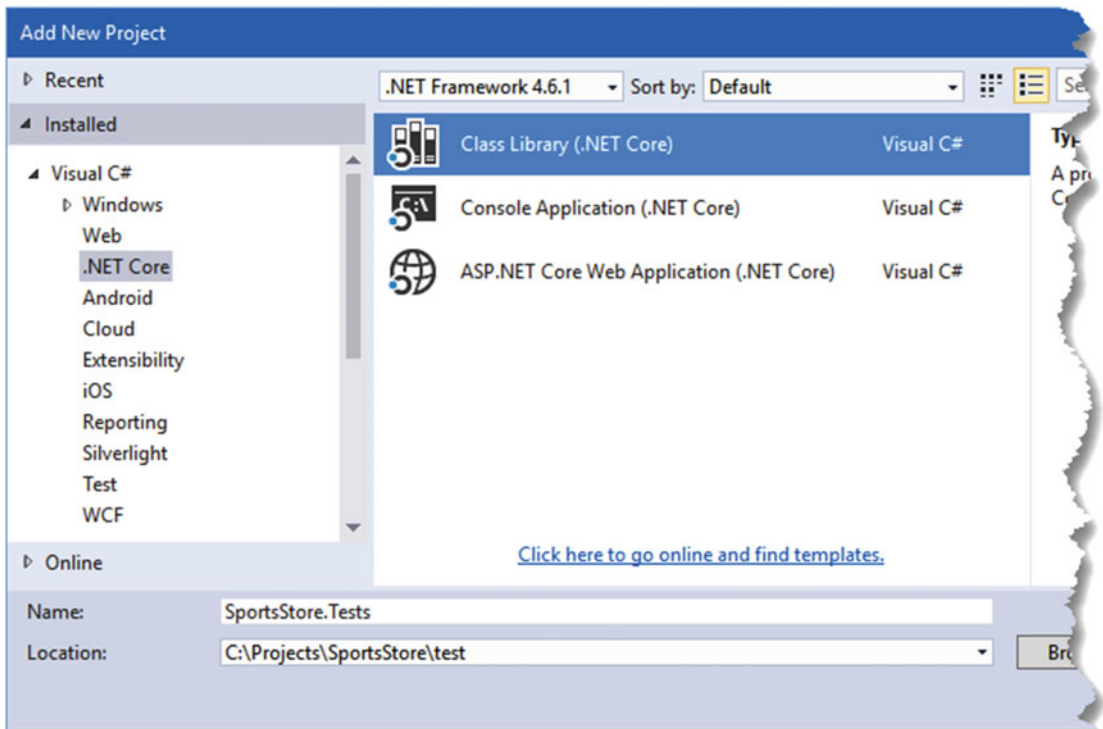 Add New Project
Recent
.NET Framework 4.6.1 Sort by: Default
Installed
Visual C#
Windows
Web
.NET Core
Android
Cloud
Extensibility
iOS
Reporting
Silverlight
Test
WCF
Online
Class Library (.NET Core) Visual C#
Console Application (.NET Core) Visual C#
ASP.NET Core Web Application (.NET Core) Visual C#
Click here to go online and find templates.
A
Name: SportsStore.Tests
Location: C:\Projects\SportsStore\test